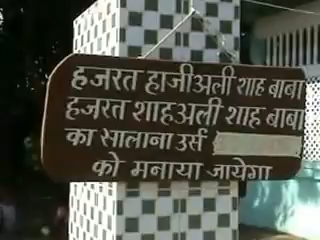 हजरत हाजीअली शाह बाबा
हजरत शाहअली शाह बाबा
का सालाना उर्स
को मनाया जायेगा